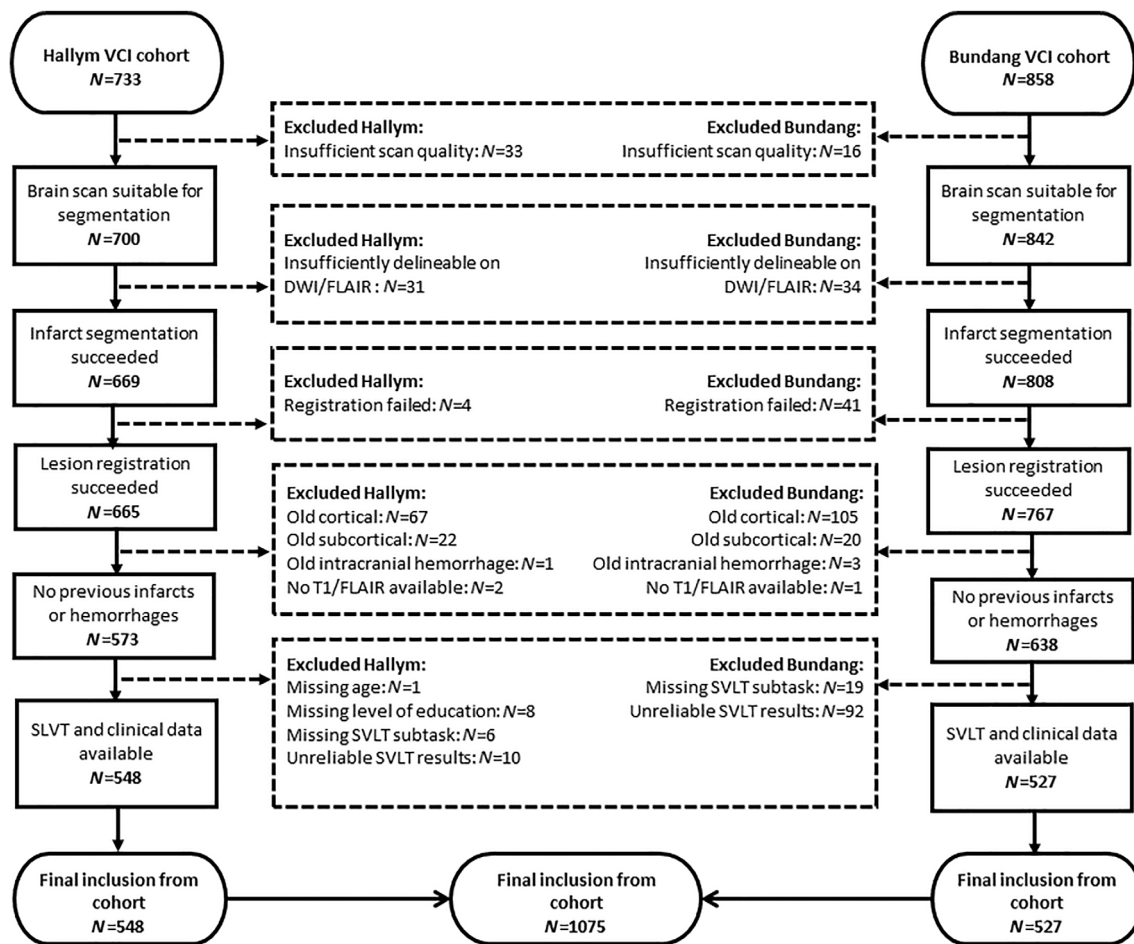 Hallym VCI cohort
N=733
Bundang VCI cohort
N=858
Excluded Hallym:
Insufficient scan quality: N=33
Excluded Bundang:
Insufficient scan quality: N=16
Brain scan suitable for
segmentation
N=700
Brain scan suitable for
segmentation
N=842
Excluded Hallym:
Insufficiently delineable on
DWI/FLAIR : N=31
Excluded Bundang:
Insufficiently delineable on
DWI/FLAIR: N=34
Infarct segmentation
succeeded
N=669
Infarct segmentation
succeeded
N=808
Excluded Hallym:
Registration failed: N=4
Excluded Bundang:
Registration failed: N=41
Lesion registration
succeeded
N=665
Lesion registration
succeeded
N=767
Excluded Hallym:
Old cortical: N=67
Old subcortical: N=22
Old intracranial hemorrhage: N=1
No T1/FLAIR available: N=2
Excluded Bundang:
Old cortical: N=105
Old subcortical: N=20
Old intracranial hemorrhage: N=3
No T1/FLAIR available: N=1
No previous infarcts
or hemorrhages
N=573
No previous infarcts
or hemorrhages
N=638
Excluded Hallym:
Missing age: N=1
Missing level of education: N=8
Missing SVLT subtask: N=6
Unreliable SVLT results: N=10
Excluded Bundang:
Missing SVLT subtask: N=19
Unreliable SVLT results: N=92
SLVT and clinical data
available
N=548
SVLT and clinical data
available
N=527
Final inclusion from
cohort
N=548
Final inclusion from
cohort
N=1075
Final inclusion from
cohort
N=527